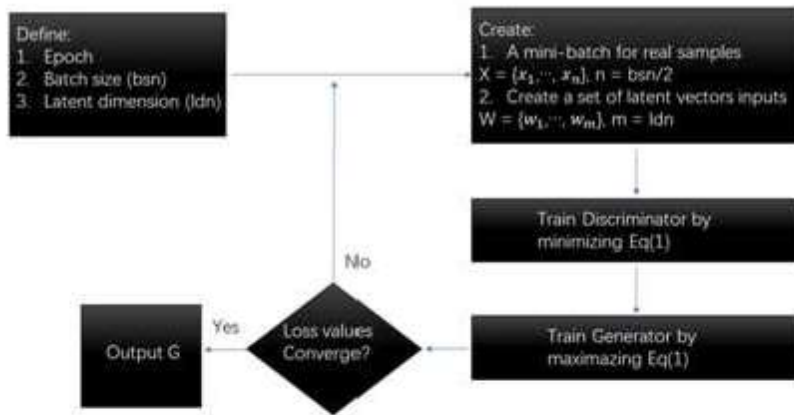 Define:
1. Epoch
2. Batch size (bsn)
3. Latent dimension (ldn)
Create:
1. A mini-batch for real samples
X = {x₁,⋯, xₙ}, n = bsn/2
2. Create a set of latent vectors inputs
W = {w₁,⋯, wₘ}, m = ldn
Train Discriminator by
minimizing Eq(1)
Train Generator by
maximazing Eq(1)
Loss values
Converge?
No
Yes
Output G